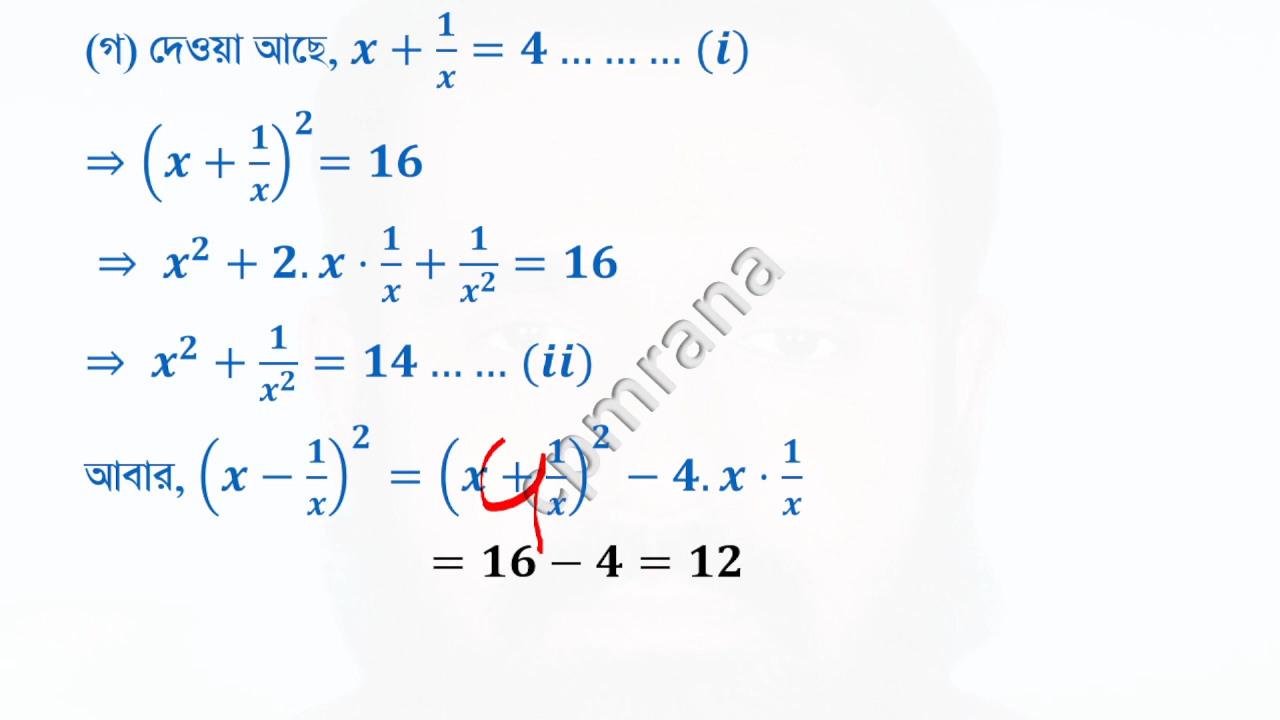 (গ) দেওয়া আছে, x + 1/x = 4 ... ... ... (i)
⇒ (x + 1/x)² = 16
⇒ x² + 2. x · 1/x + 1/x² = 16
⇒ x² + 1/x² = 14 ... ... (ii)
আবার, (x − 1/x)² = (x + 1/x)² − 4. x · 1/x
4
= 16 − 4 = 12
cpmrana